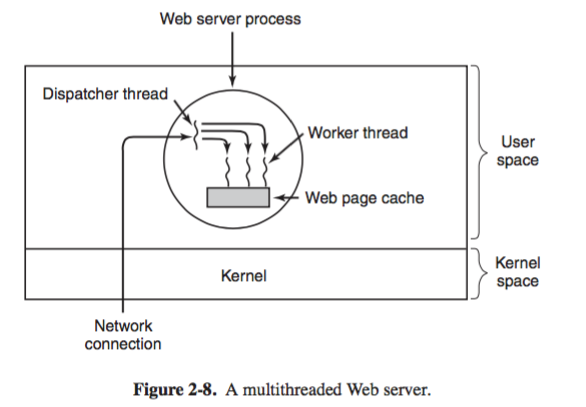 Web server process
Dispatcher thread
Worker thread
User
space
Web page cache
Kernel
Kernel
space
Network
connection
Figure 2-8. A multithreaded Web server.